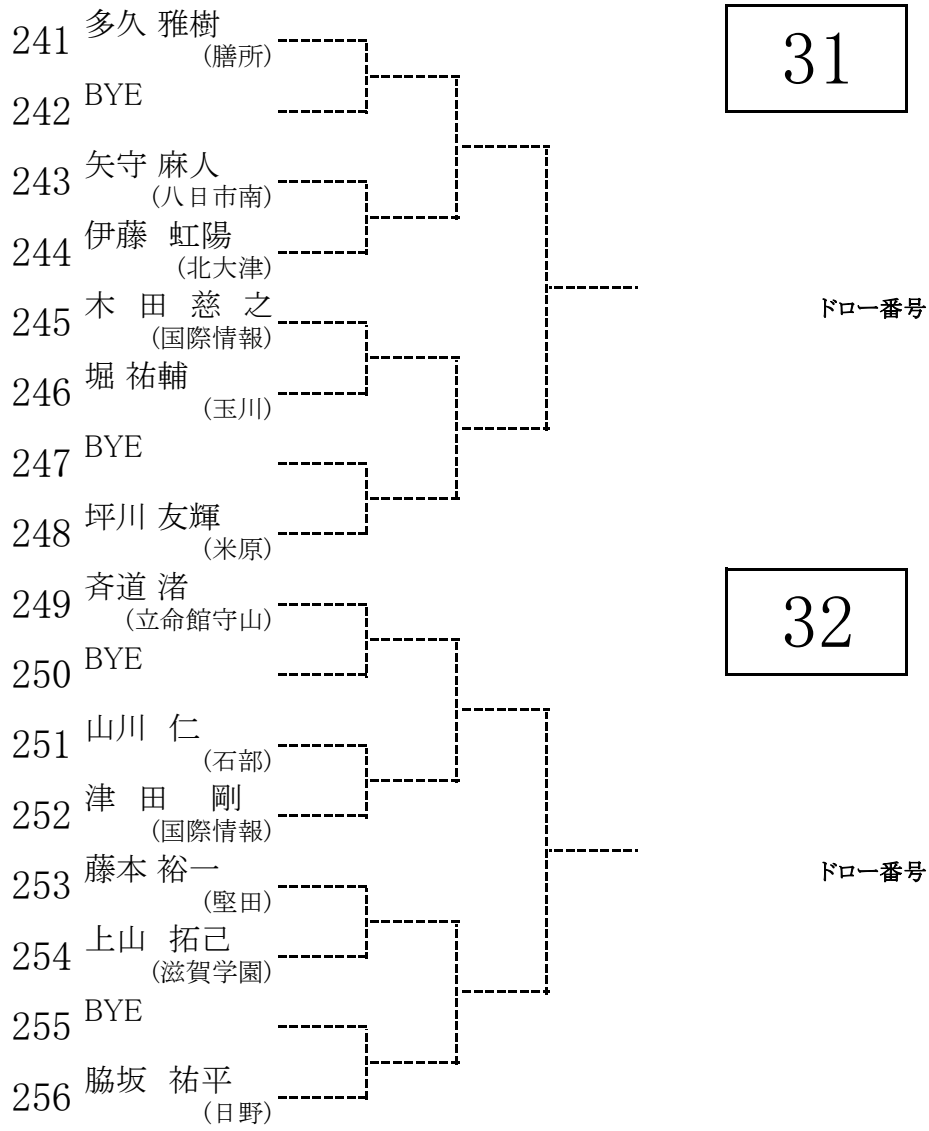 241 多久 雅樹
(膳所)
31
242 BYE
243 矢守 麻人
(八日市南)
244 伊藤 虹陽
(北大津)
245 木 田 慈 之
(国際情報)
ドロー番号
246 堀 祐輔
(玉川)
247 BYE
248 坪川 友輝
(米原)
249 斉道 渚
(立命館守山)
32
250 BYE
251 山川 仁
(石部)
252 津 田 剛
(国際情報)
253 藤本 裕一
(堅田)
ドロー番号
254 上山 拓己
(滋賀学園)
255 BYE
256 脇坂 祐平
(日野)